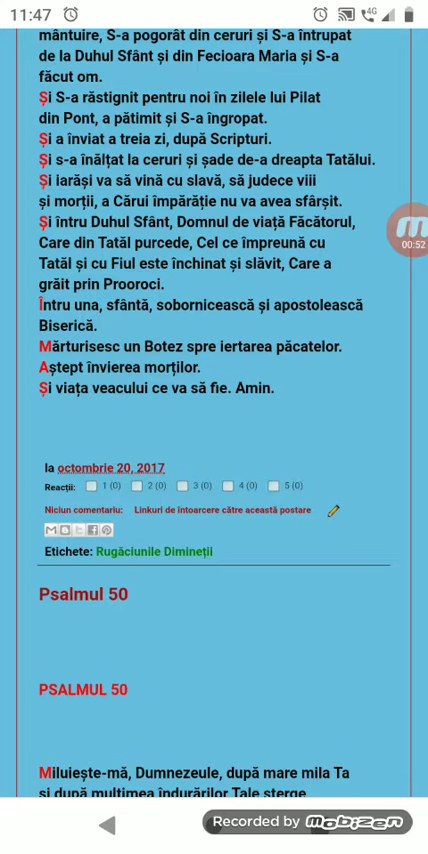 11:47
4G
mântuire, S-a pogorât din ceruri și S-a întrupat
de la Duhul Sfânt și din Fecioara Maria și S-a
făcut om.
Și S-a răstignit pentru noi în zilele lui Pilat
din Pont, a pătimit și S-a îngropat.
Și a înviat a treia zi, după Scripturi.
Și s-a înălțat la ceruri și șade de-a dreapta Tatălui.
Și iarăși va să vină cu slavă, să judece viii
și morții, a Cărui împărăție nu va avea sfârșit.
00:52
Și întru Duhul Sfânt, Domnul de viață Făcătorul,
Care din Tatăl purcede, Cel ce împreună cu
Tatăl și cu Fiul este închinat și slăvit, Care a
grăit prin Prooroci.
Întru una, sfântă, sobornicească și apostolească
Biserică.
Mărturisesc un Botez spre iertarea păcatelor.
Aștept învierea morților.
Și viața veacului ce va să fie. Amin.
la octombrie 20, 2017
Reacții: 1 (0) 2 (0) 3 (0) 4 (0) 5 (0)
Niciun comentariu: Linkuri de întoarcere către această postare
Etichete: Rugăciunile Dimineții
Psalmul 50
PSALMUL 50
Miluiește-mă, Dumnezeule, după mare mila Ta
și după mulțimea îndurărilor Tale șterge
Recorded by mobizen